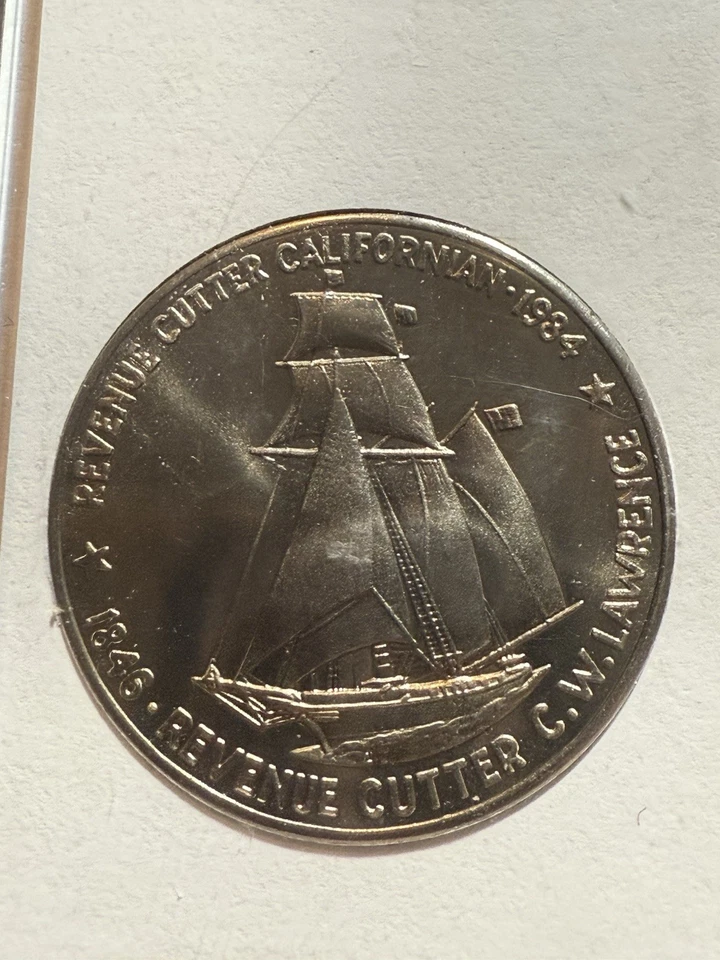 REVENUE CUTTER CALIFORNIAN · 1984
1846 · REVENUE CUTTER C.W. LAWRENCE